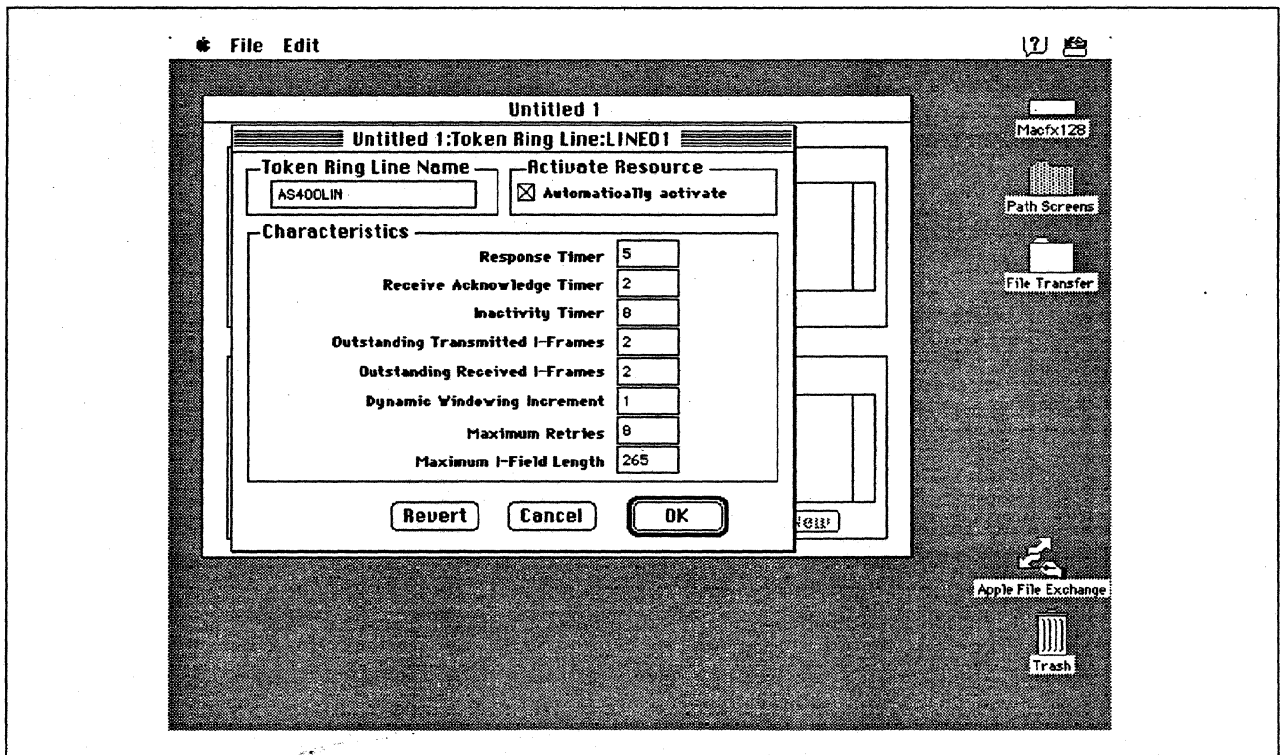 File Edit
Untitled 1
Macfx128
Untitled 1:Token Ring Line:LINE01
Token Ring Line Name
Activate Resource
AS400LIN
Automatically activate
Path Screens
Characteristics
Response Timer 5
Receive Acknowledge Timer 2
File Transfer
Inactivity Timer 8
Outstanding Transmitted I-Frames 2
Outstanding Received I-Frames 2
Dynamic Windowing Increment 1
Maximum Retries 8
Maximum I-Field Length 265
Revert Cancel OK
New
Apple File Exchange
Trash